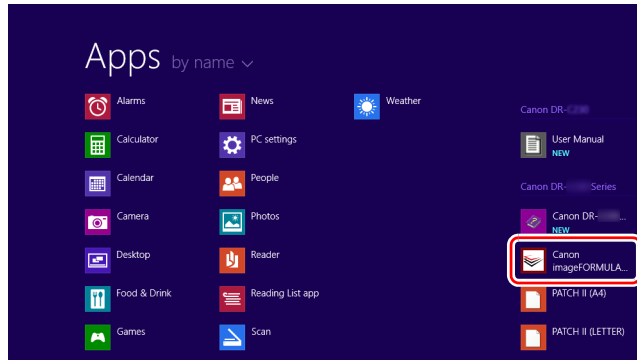 Apps by name
Alarms
Calculator
Calendar
Camera
Desktop
Food & Drink
Games
News
PC settings
People
Photos
Reader
Reading List app
Scan
Weather
Canon DR-
User Manual
NEW
Canon DR- Series
Canon DR- ...
NEW
Canon
imageFORMULA...
PATCH II (A4)
PATCH II (LETTER)